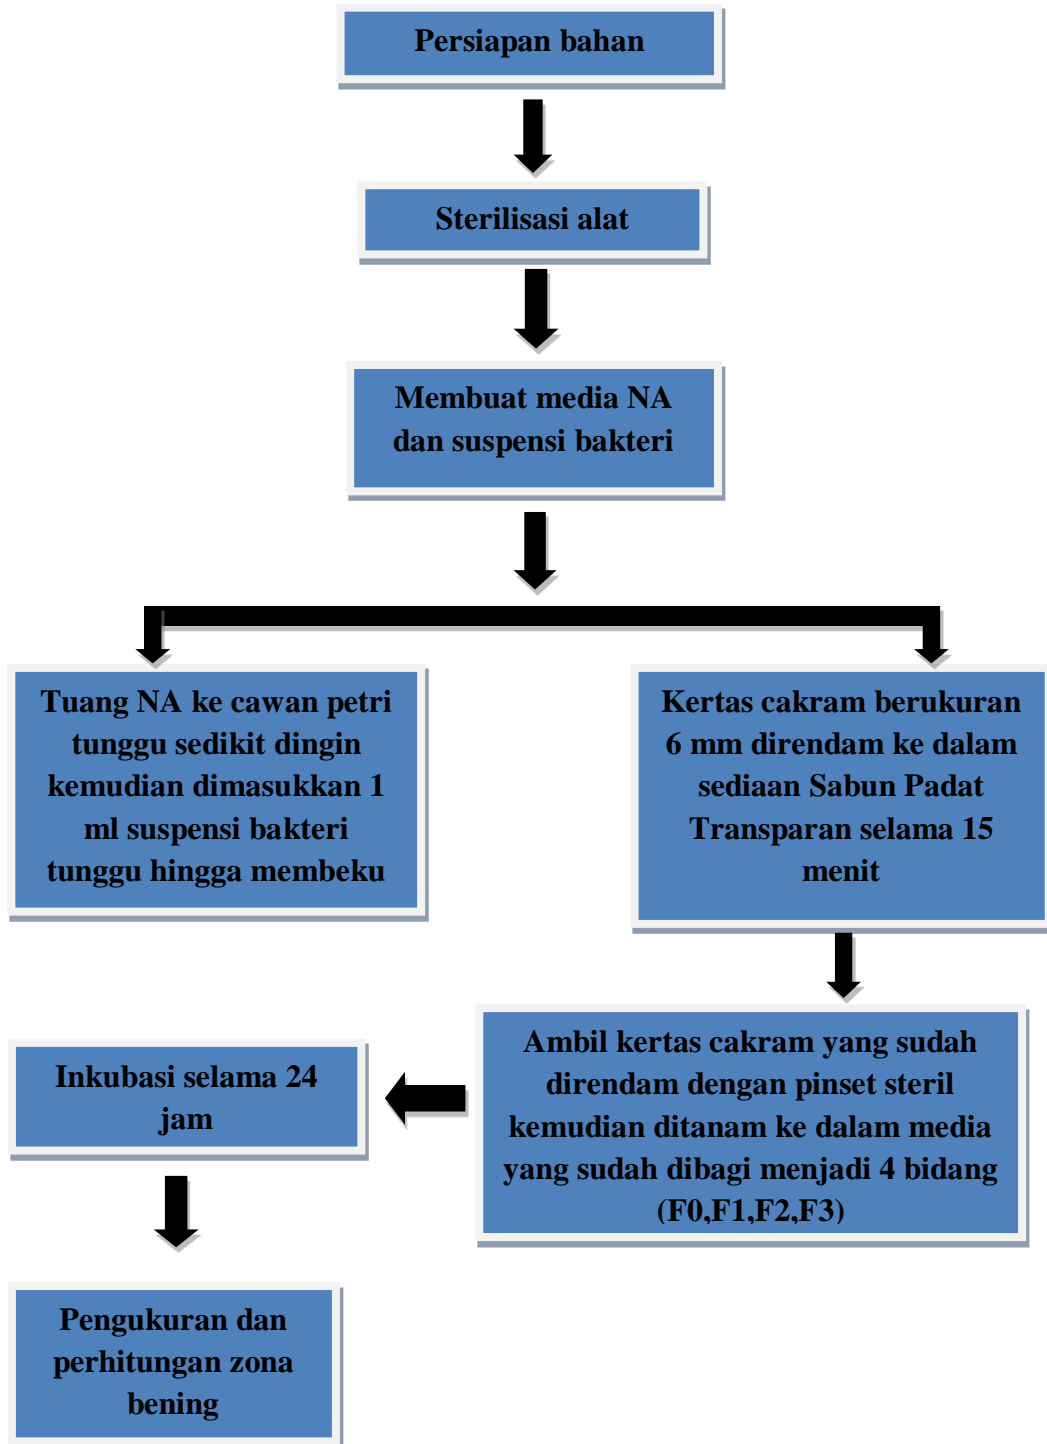 Persiapan bahan
Sterilisasi alat
Membuat media NA
dan suspensi bakteri
Tuang NA ke cawan petri
tunggu sedikit dingin
kemudian dimasukkan 1
ml suspensi bakteri
tunggu hingga membeku
Kertas cakram berukuran
6 mm direndam ke dalam
sediaan Sabun Padat
Transparan selama 15
menit
Ambil kertas cakram yang sudah
direndam dengan pinset steril
kemudian ditanam ke dalam media
yang sudah dibagi menjadi 4 bidang
(F0,F1,F2,F3)
Inkubasi selama 24
jam
Pengukuran dan
perhitungan zona
bening